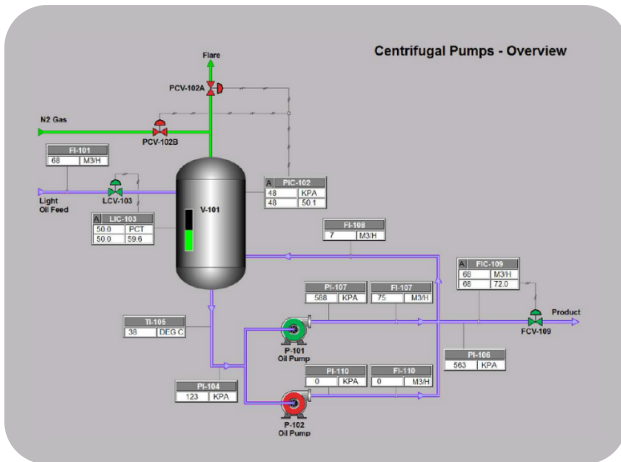 Centrifugal Pumps - Overview
Flare
PCV-102A
N2 Gas
PCV-102B
FI-101
68 M3/H
Light
Oil Feed
LCV-103
A PIC-102
48 KPA
48 50.1
V-101
A LIC-103
50.0 PCT
50.0 59.6
FI-108
7 M3/H
A FIC-109
68 M3/H
68 72.0
PI-107
588 KPA
FI-107
75 M3/H
Product
FCV-109
TI-105
38 DEG C
P-101
Oil Pump
PI-106
563 KPA
PI-110
0 KPA
FI-110
0 M3/H
PI-104
123 KPA
P-102
Oil Pump